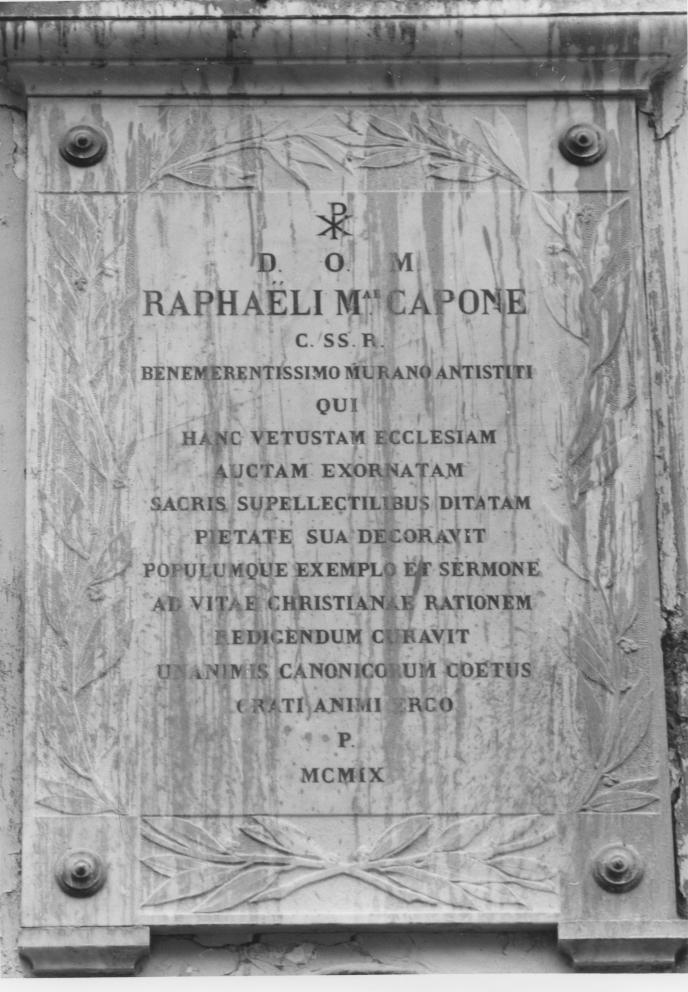 ☧
D. O. M
RAPHAËLI M.ᴬᴱ CAPONE
C. SS. R.
BENEMERENTISSIMO MURANO ANTISTITI
QUI
HANC VETUSTAM ECCLESIAM
AUCTAM EXORNATAM
SACRIS SUPELLECTILIBUS DITATAM
PIETATE SUA DECORAVIT
POPULUMQUE EXEMPLO ET SERMONE
AD VITAE CHRISTIANAE RATIONEM
REDIGENDUM CURAVIT
UNANIMIS CANONICORUM COETUS
GRATI ANIMI ERGO
P.
MCMIX